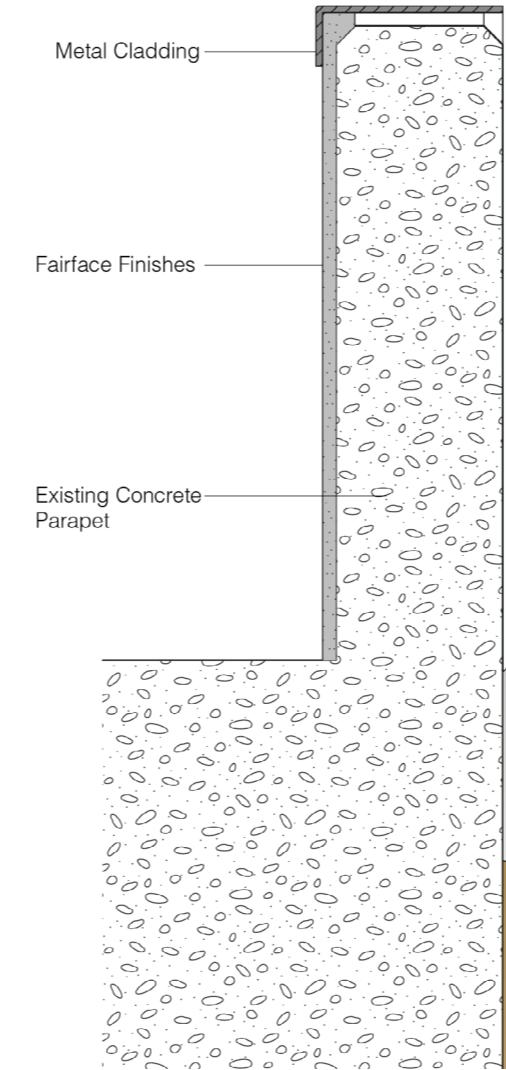 Metal Cladding
Fairface Finishes
Existing Concrete
Parapet